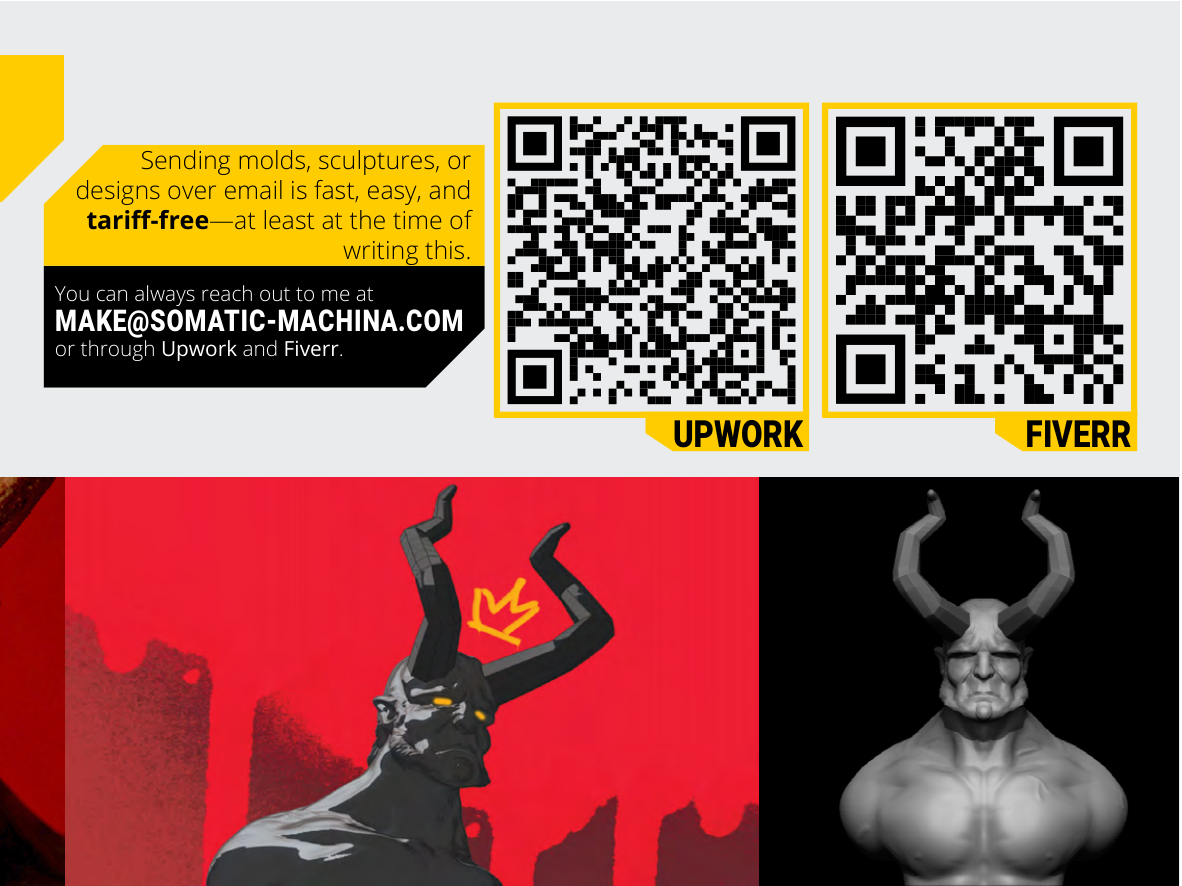 Sending molds, sculptures, or
designs over email is fast, easy, and
tariff-free—at least at the time of
writing this.
You can always reach out to me at
MAKE@SOMATIC-MACHINA.COM
or through Upwork and Fiverr.
UPWORK
FIVERR